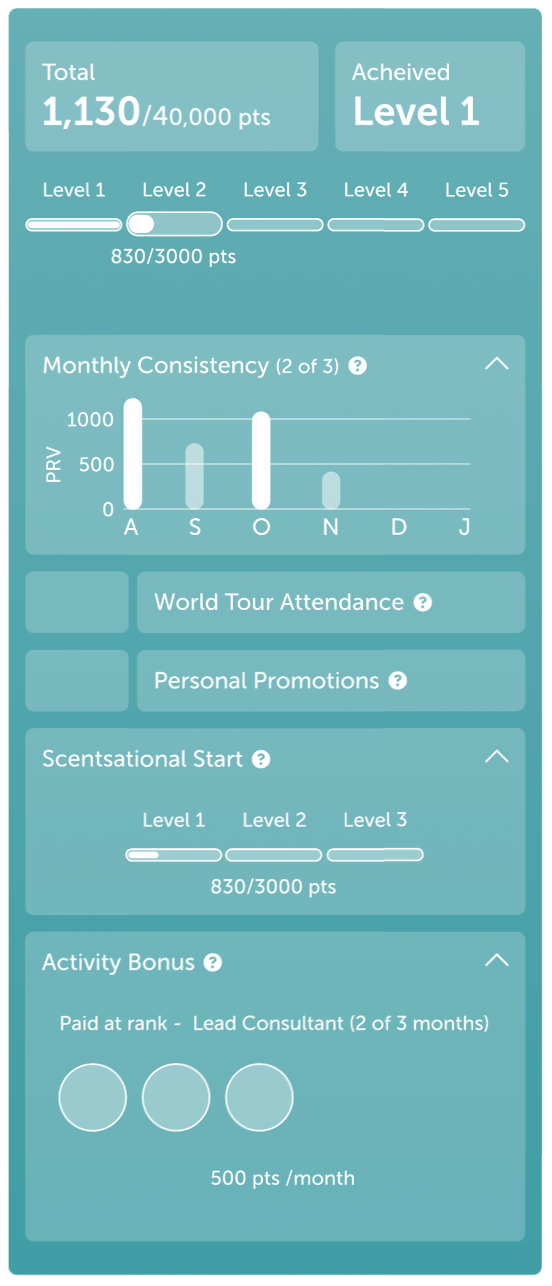 Total
1,130/40,000 pts
Acheived
Level 1
Level 1 Level 2 Level 3 Level 4 Level 5
830/3000 pts
Monthly Consistency (2 of 3) ?
1000
500
0
PRV
A S O N D J
World Tour Attendance ?
Personal Promotions ?
Scentsational Start ?
Level 1 Level 2 Level 3
830/3000 pts
Activity Bonus ?
Paid at rank - Lead Consultant (2 of 3 months)
500 pts /month